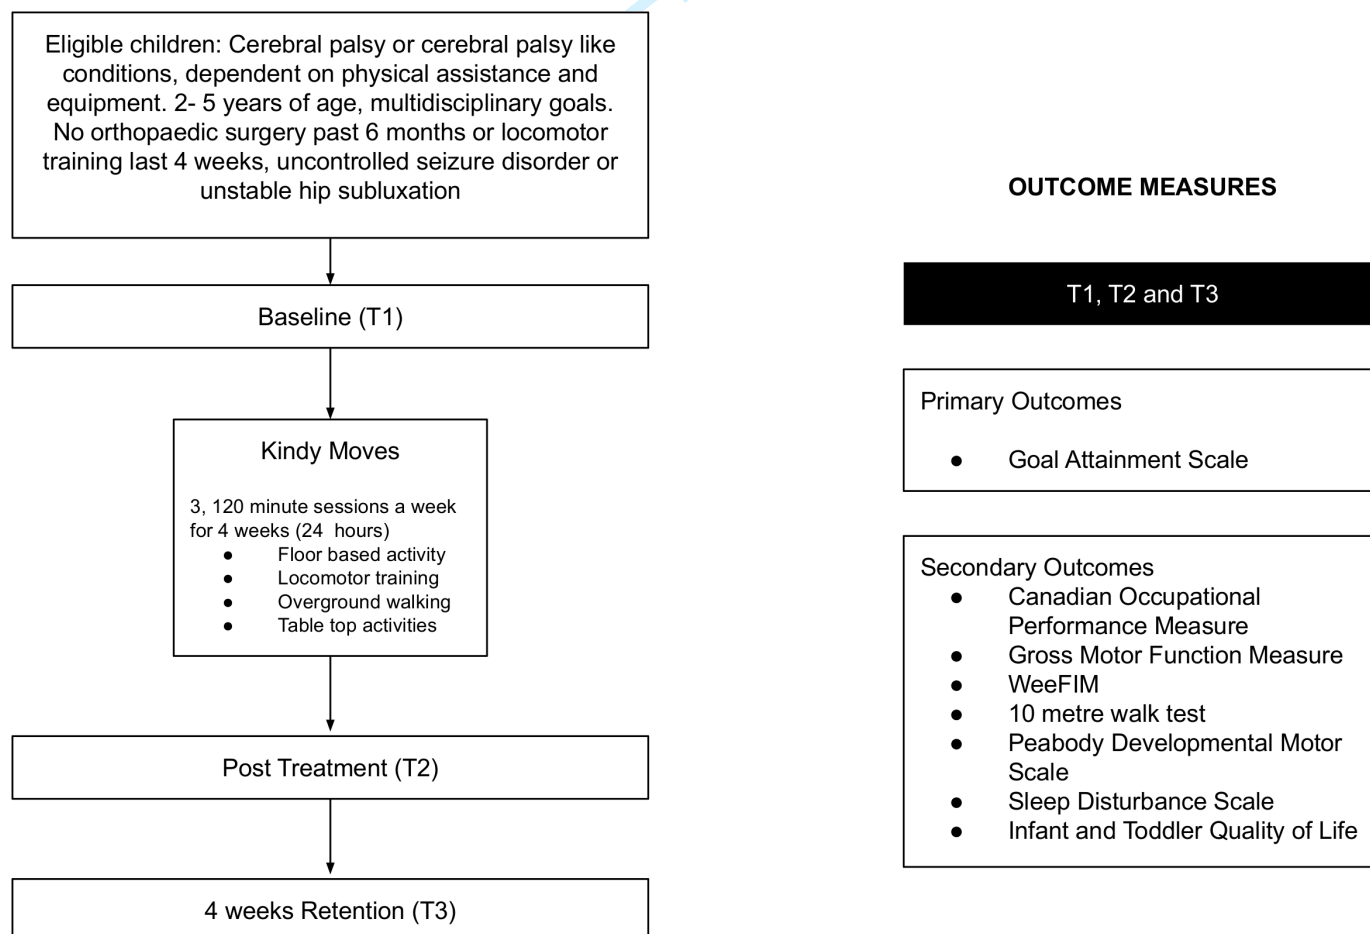 Eligible children: Cerebral palsy or cerebral palsy like
conditions, dependent on physical assistance and
equipment. 2- 5 years of age, multidisciplinary goals.
No orthopaedic surgery past 6 months or locomotor
training last 4 weeks, uncontrolled seizure disorder or
unstable hip subluxation
Baseline (T1)
Kindy Moves
3, 120 minute sessions a week
for 4 weeks (24 hours)
● Floor based activity
● Locomotor training
● Overground walking
● Table top activities
Post Treatment (T2)
4 weeks Retention (T3)
OUTCOME MEASURES
T1, T2 and T3
Primary Outcomes
● Goal Attainment Scale
Secondary Outcomes
● Canadian Occupational
Performance Measure
● Gross Motor Function Measure
● WeeFIM
● 10 metre walk test
● Peabody Developmental Motor
Scale
● Sleep Disturbance Scale
● Infant and Toddler Quality of Life